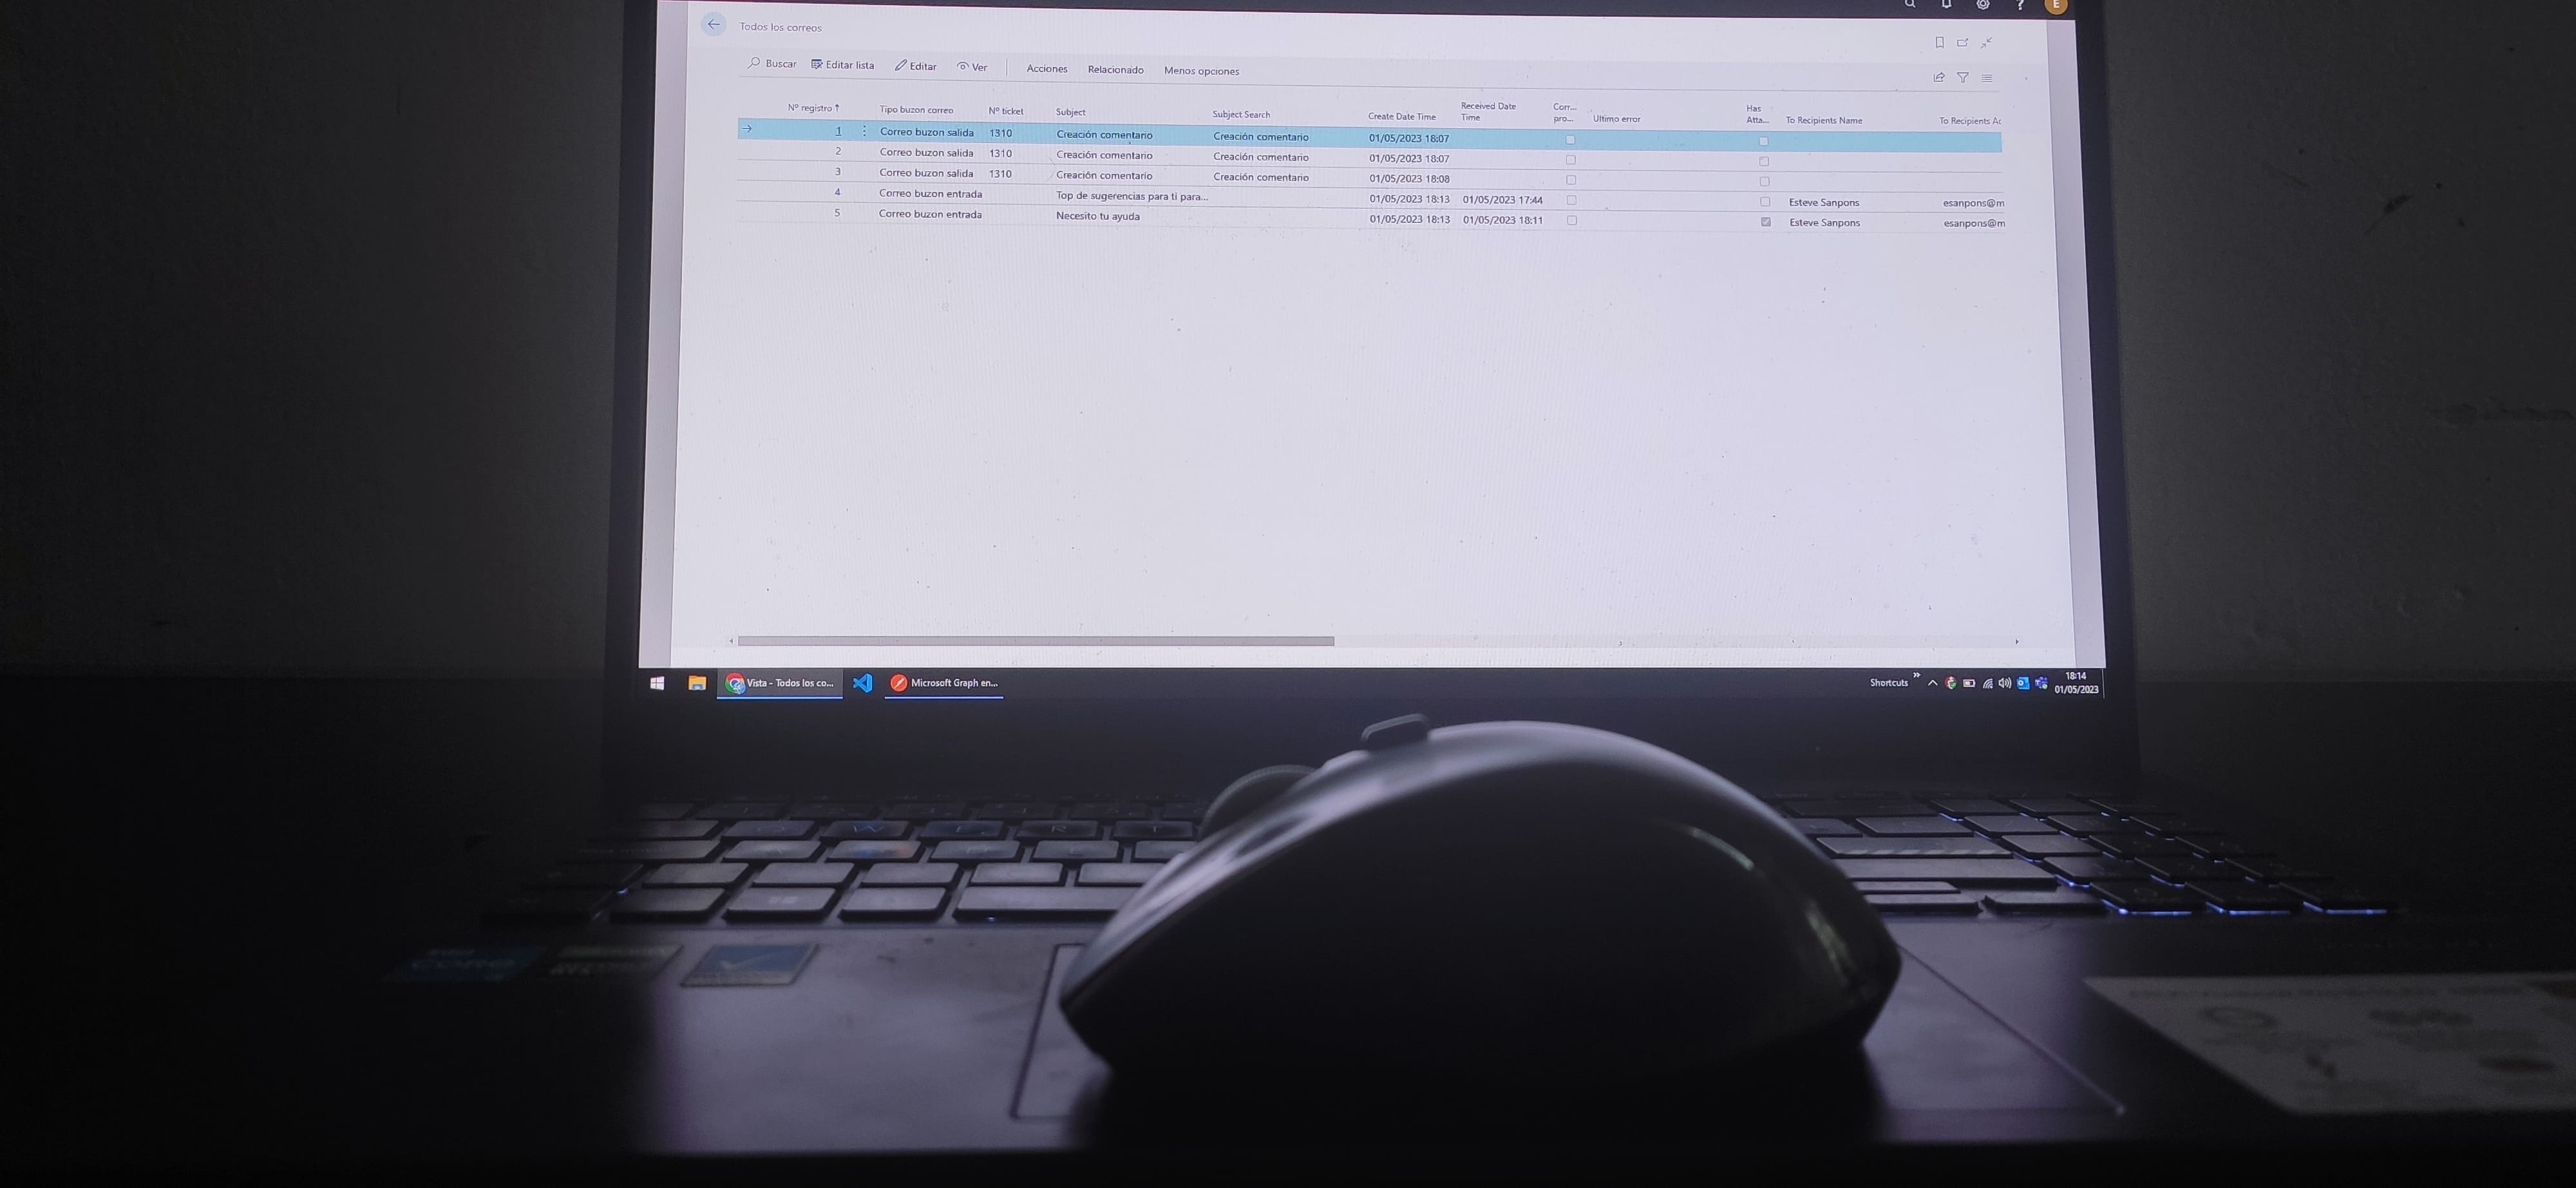 E
Todos los correos
Buscar Editar lista Editar Ver Acciones Relacionado Menos opciones
Nº registro ↑ Tipo buzon correo Nº ticket Subject Subject Search Create Date Time Received Date Time Corr... pro... Ultimo error Has Atta... To Recipients Name To Recipients Ac
1 Correo buzon salida 1310 Creación comentario Creación comentario 01/05/2023 18:07
2 Correo buzon salida 1310 Creación comentario Creación comentario 01/05/2023 18:07
3 Correo buzon salida 1310 Creación comentario Creación comentario 01/05/2023 18:08
4 Correo buzon entrada Top de sugerencias para ti para... 01/05/2023 18:13 01/05/2023 17:44 Esteve Sanpons esanpons@m
5 Correo buzon entrada Necesito tu ayuda 01/05/2023 18:13 01/05/2023 18:11 Esteve Sanpons esanpons@m
Vista - Todos los co... Microsoft Graph en... Shortcuts 18:14
01/05/2023
W E R T